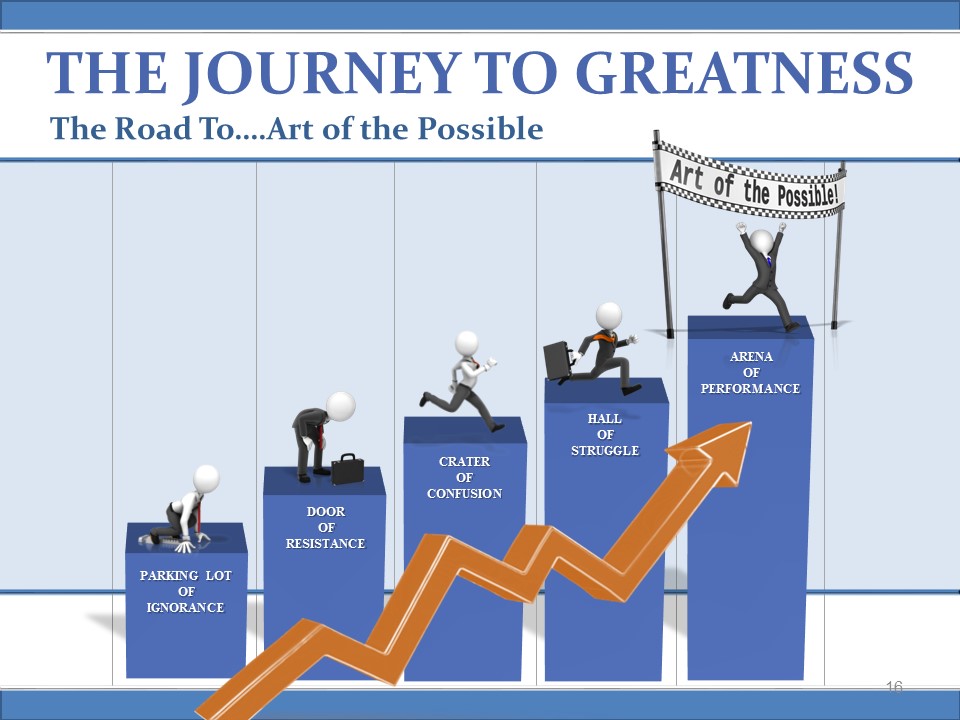 THE JOURNEY TO GREATNESS
The Road To....Art of the Possible
Art of the Possible!
PARKING LOT
OF
IGNORANCE
DOOR
OF
RESISTANCE
CRATER
OF
CONFUSION
HALL
OF
STRUGGLE
ARENA
OF
PERFORMANCE
16